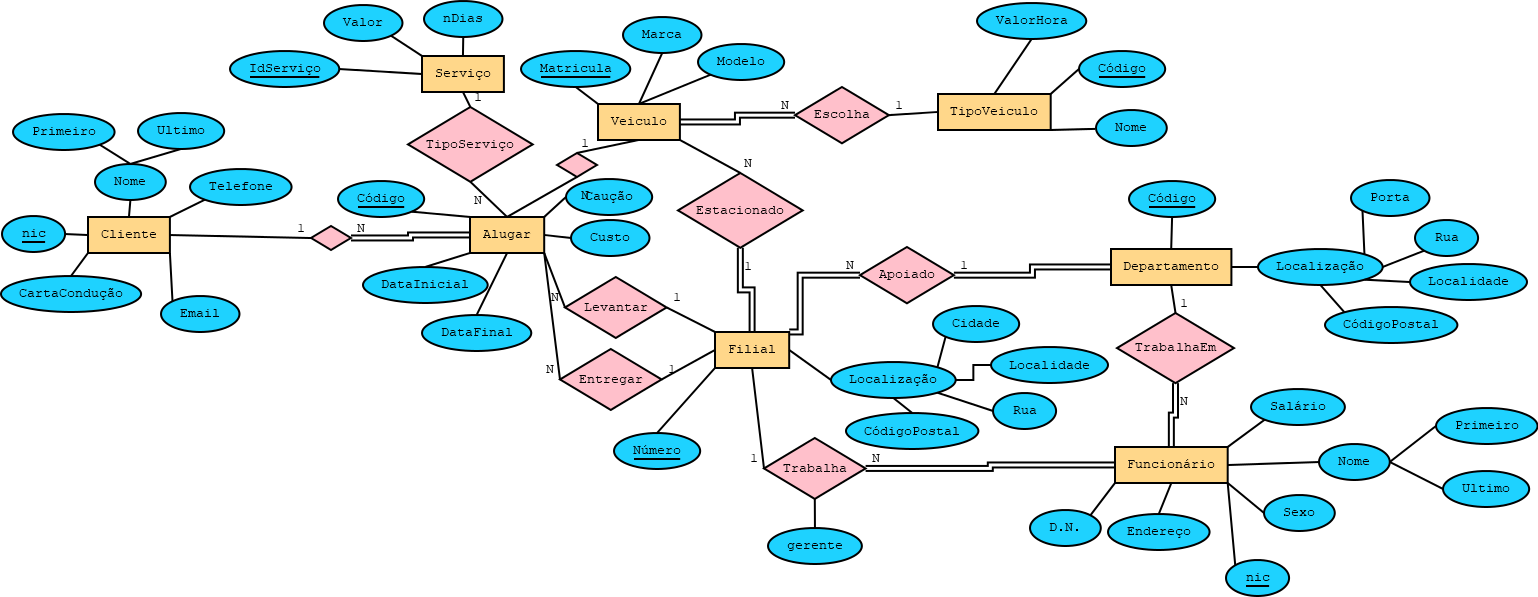 Valor
nDias
ValorHora
Marca
Modelo
IdServiço
Serviço
Matricula
Código
1
N
1
Veiculo
Escolha
TipoVeiculo
Nome
Primeiro
Ultimo
TipoServiço
1
N
Nome
Telefone
Código
N
N
Caução
Estacionado
Código
Porta
nic
Cliente
1
N
Alugar
Custo
Rua
CartaCondução
Email
DataInicial
1
N
Apoiado
1
Departamento
Localização
Localidade
N
Levantar
1
1
CódigoPostal
DataFinal
Cidade
Filial
TrabalhaEm
N
Entregar
1
Localização
Localidade
Rua
N
Salário
CódigoPostal
Primeiro
Número
1
Trabalha
N
Funcionário
Nome
Ultimo
Sexo
D.N.
Endereço
gerente
nic